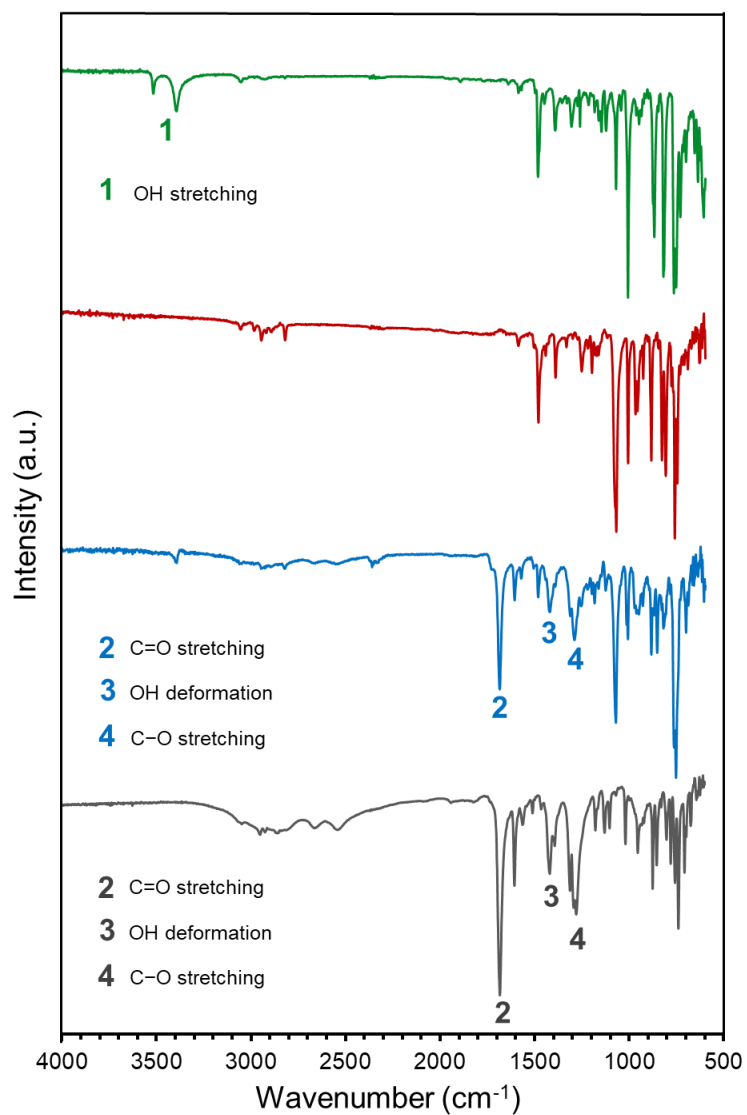 1
1 OH stretching
Intensity (a.u.)
2 C=O stretching
3 OH deformation
4 C−O stretching
3
4
2
2 C=O stretching
3 OH deformation
4 C−O stretching
3
4
2
4000 3500 3000 2500 2000 1500 1000 500
Wavenumber (cm⁻¹)